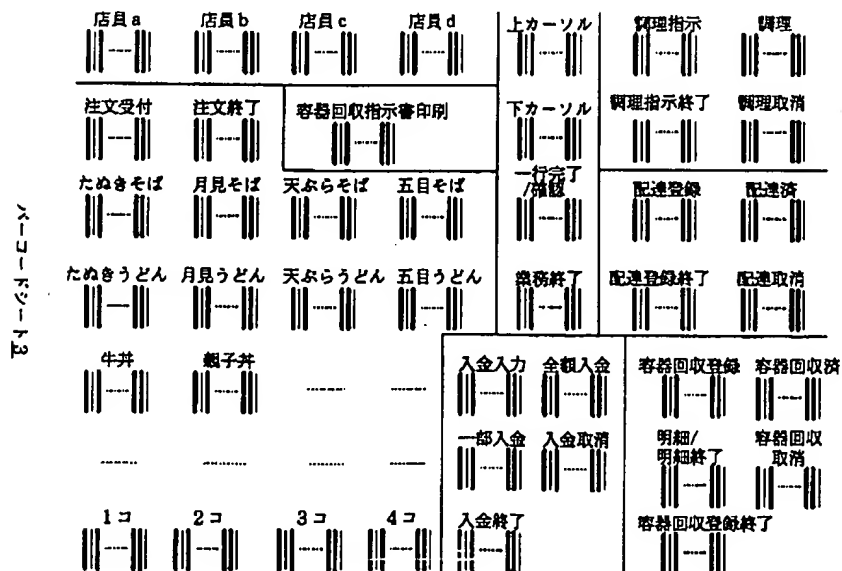 店員a 店員b 店員c 店員d 上カーソル 調理指示 調理
注文受付 注文終了 容器回収指示書印刷 下カーソル 調理指示終了 調理取消
たぬきそば 月見そば 天ぷらそば 五目そば 一行完了
/確認 配達登録 配達済
たぬきうどん 月見うどん 天ぷらうどん 五目うどん 業務終了 配達登録終了 配達取消
牛丼 親子丼 入金入力 全額入金 容器回収登録 容器回収済
一部入金 入金取消 明細/
明細終了 容器回収
取消
1コ 2コ 3コ 4コ 入金終了 容器回収登録終了
バーコードシート23